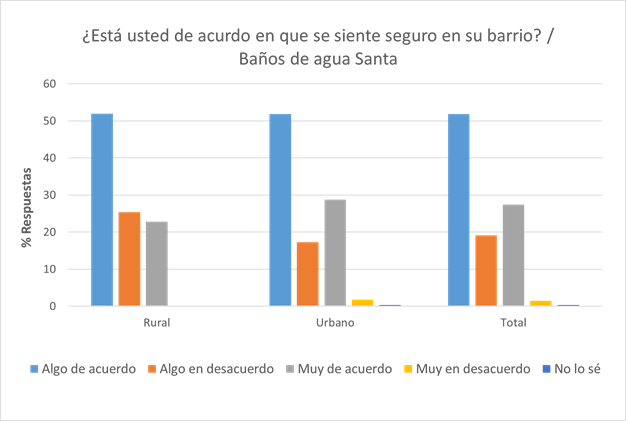 ¿Está usted de acurdo en que se siente seguro en su barrio? /
Baños de agua Santa
60
50
40
30
20
10
0
% Respuestas
Rural
Urbano
Total
Algo de acuerdo
Algo en desacuerdo
Muy de acuerdo
Muy en desacuerdo
No lo sé